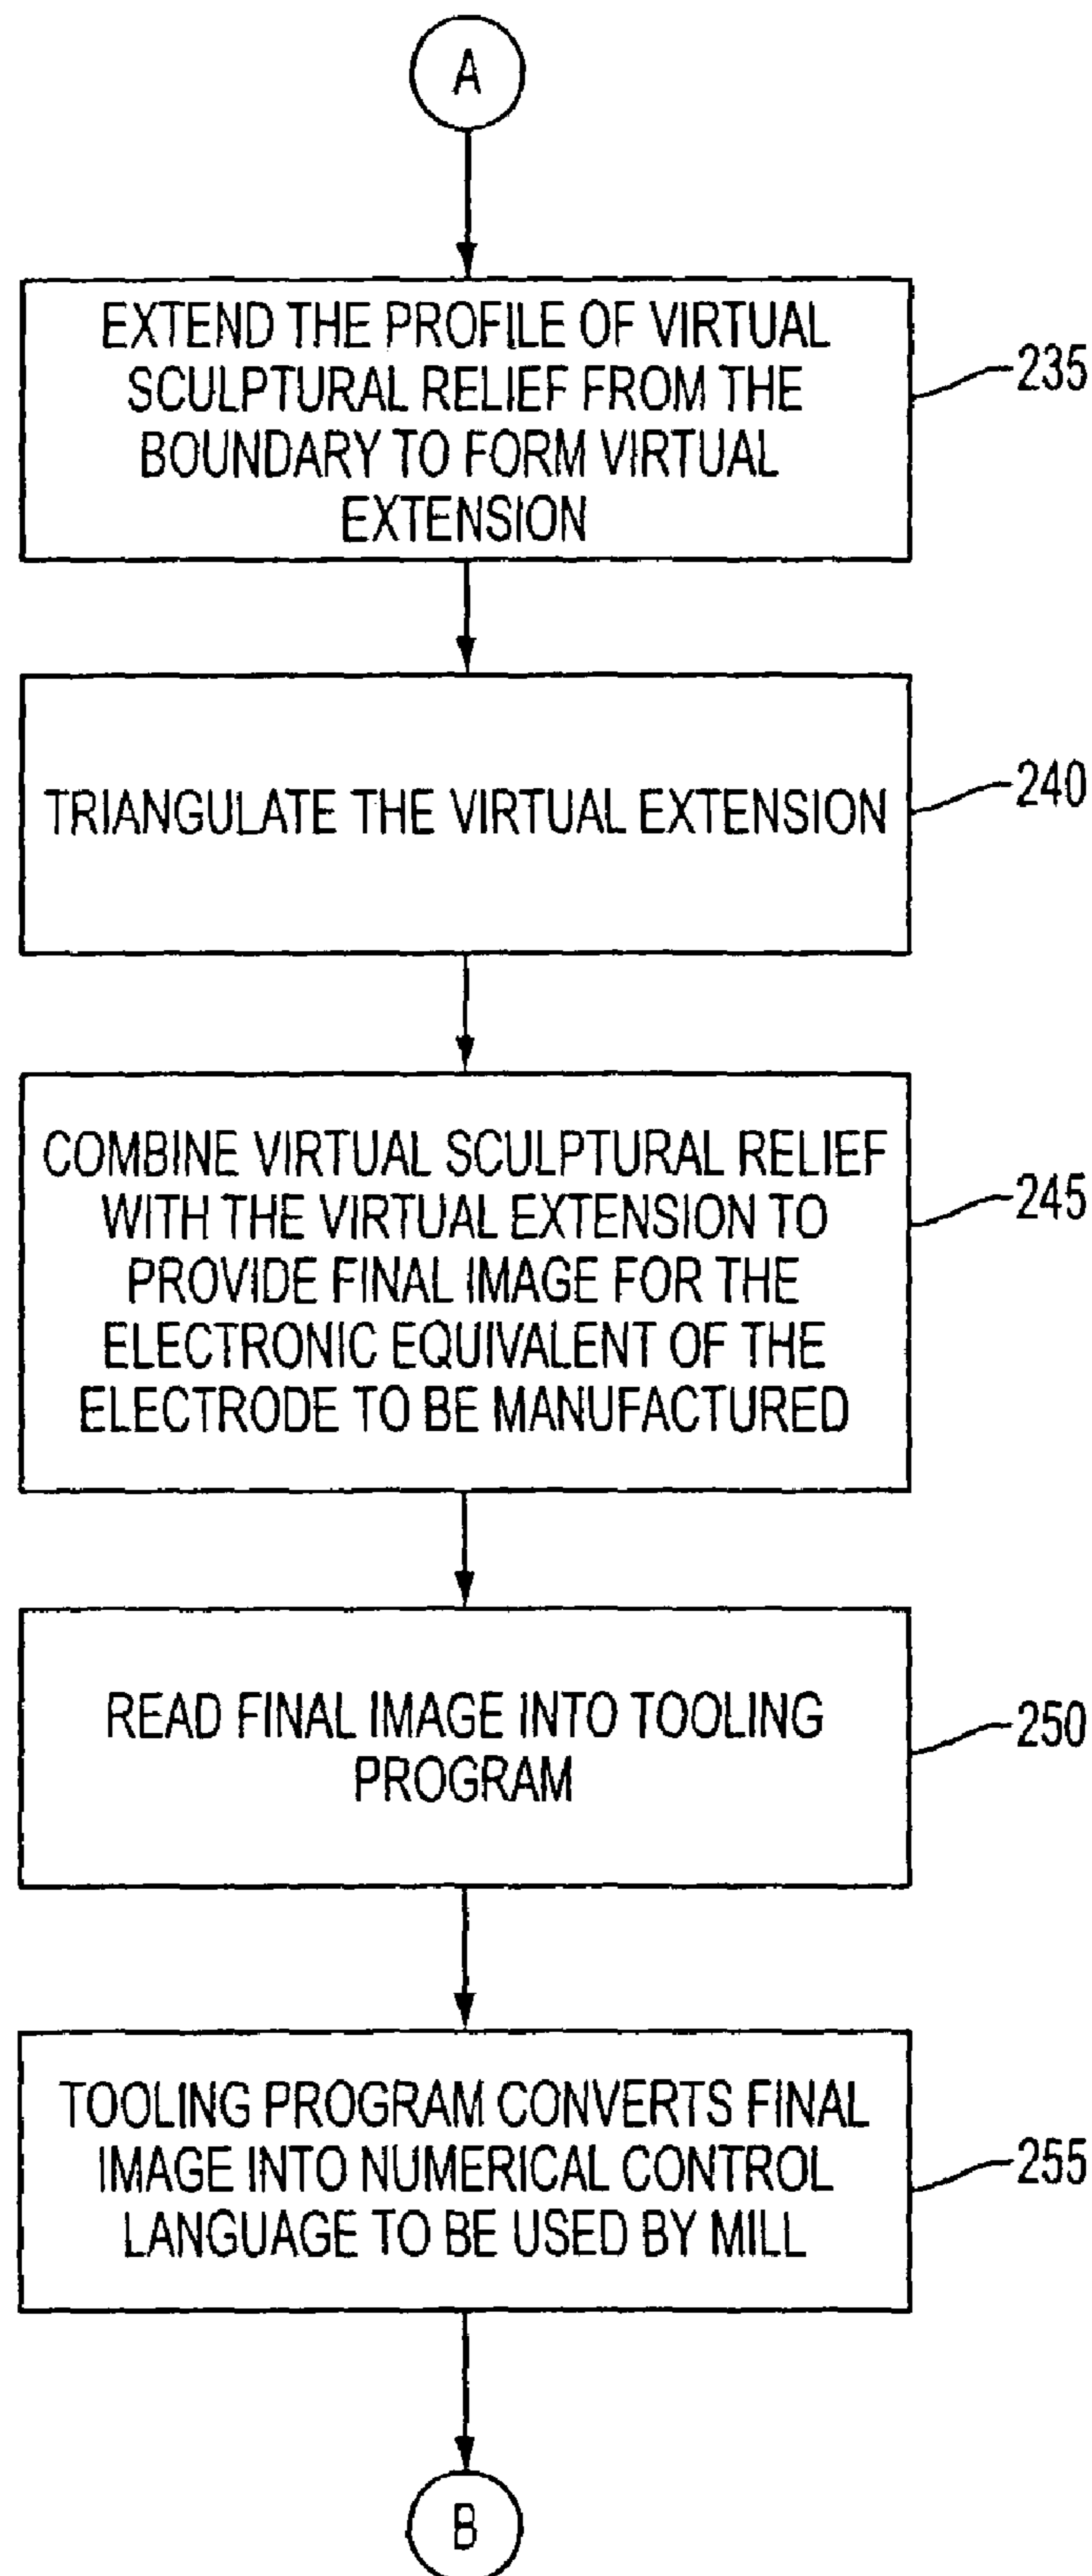 A
EXTEND THE PROFILE OF VIRTUAL
SCULPTURAL RELIEF FROM THE
BOUNDARY TO FORM VIRTUAL
EXTENSION
235
TRIANGULATE THE VIRTUAL EXTENSION
240
COMBINE VIRTUAL SCULPTURAL RELIEF
WITH THE VIRTUAL EXTENSION TO
PROVIDE FINAL IMAGE FOR THE
ELECTRONIC EQUIVALENT OF THE
ELECTRODE TO BE MANUFACTURED
245
READ FINAL IMAGE INTO TOOLING
PROGRAM
250
TOOLING PROGRAM CONVERTS FINAL
IMAGE INTO NUMERICAL CONTROL
LANGUAGE TO BE USED BY MILL
255
B